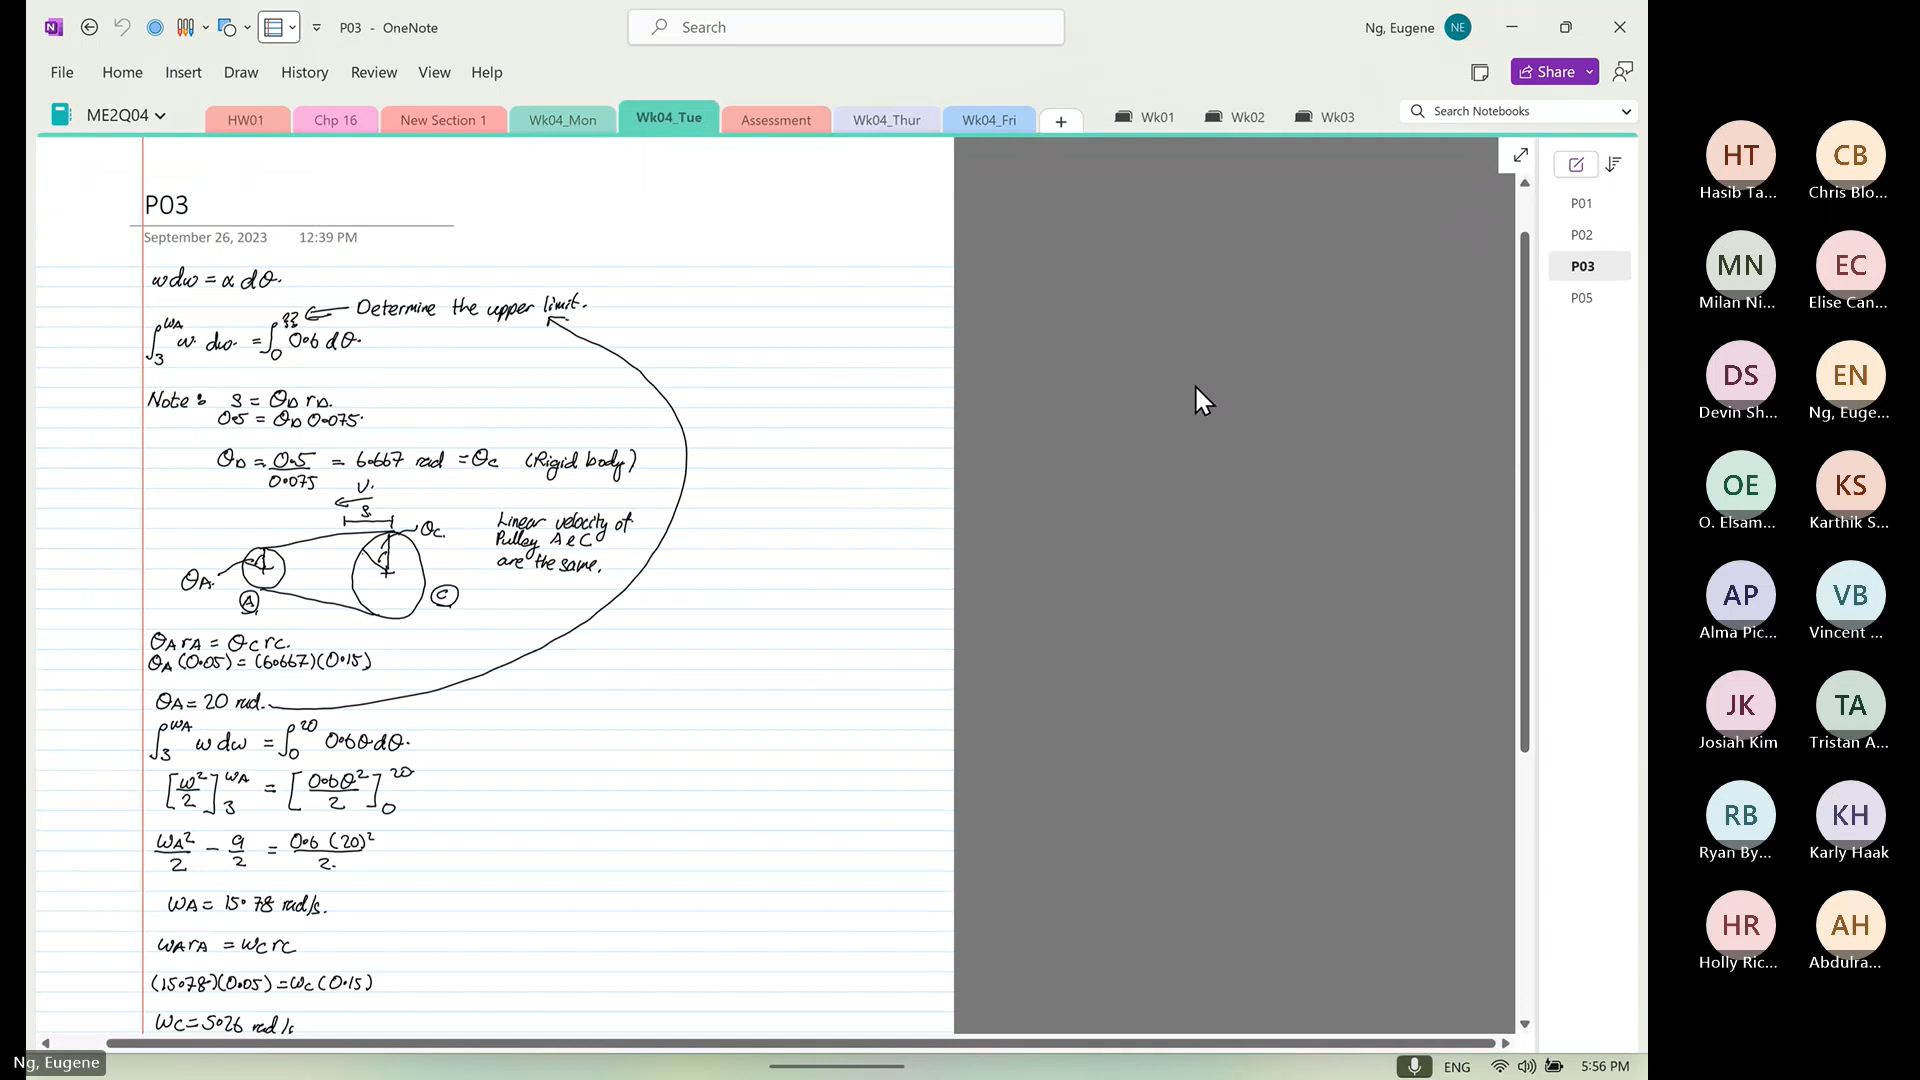 P03 - OneNote
Search
Ng, Eugene
NE
File
Home
Insert
Draw
History
Review
View
Help
Share
ME2Q04
HW01
Chp 16
New Section 1
Wk04_Mon
Wk04_Tue
Assessment
Wk04_Thur
Wk04_Fri
+
Wk01
Wk02
Wk03
Search Notebooks
P01
P02
P03
P05
P03
September 26, 2023 12:39 PM
ωdω = α dθ.
?? ← Determine the upper limit.
∫₃^ωA ω dω = ∫₀ 0.6 dθ.
Note: s = θD rD.
0.5 = θD 0.075.
θD = 0.5/0.075 = 6.667 rad = θC (Rigid body)
v.
s
θC.
Linear velocity of
Pulley A & C
are the same.
θA.
r
r
A
C
θA rA = θC rC.
θA (0.05) = (6.667)(0.15)
θA = 20 rad.
∫₃^ωA ω dω = ∫₀^20 0.6θdθ.
[ω²/2]₃^ωA = [0.6θ²/2]₀^20
ωA²/2 - 9/2 = 0.6 (20)²/2.
ωA = 15.78 rad/s.
ωArA = ωCrC
(15.78)(0.05) = ωC (0.15)
ωC = 5.26 rad/s
HT
Hasib Ta...
CB
Chris Blo...
MN
Milan Ni...
EC
Elise Can...
DS
Devin Sh...
EN
Ng, Euge...
OE
O. Elsam...
KS
Karthik S...
AP
Alma Pic...
VB
Vincent ...
JK
Josiah Kim
TA
Tristan A...
RB
Ryan By...
KH
Karly Haak
HR
Holly Ric...
AH
Abdulra...
Ng, Eugene
ENG
5:56 PM